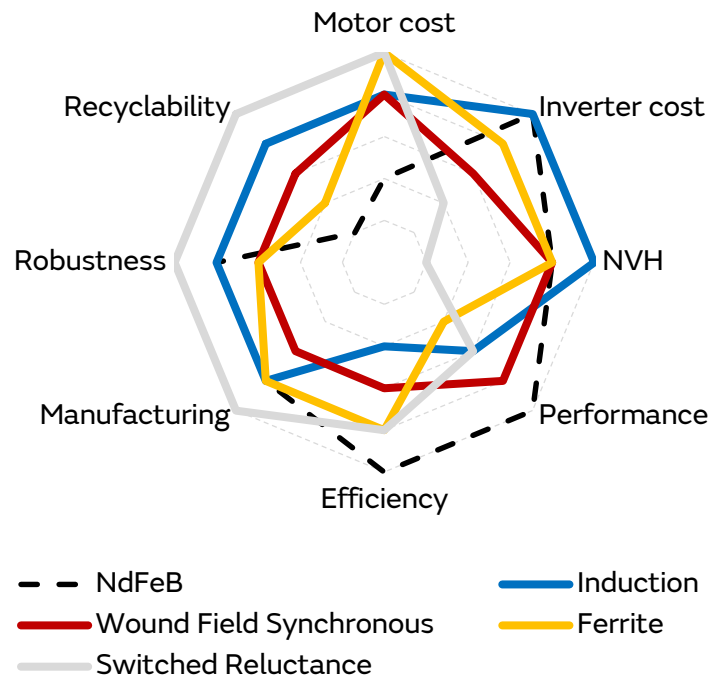 Motor cost
Recyclability
Inverter cost
Robustness
NVH
Manufacturing
Performance
Efficiency
NdFeB
Induction
Wound Field Synchronous
Ferrite
Switched Reluctance